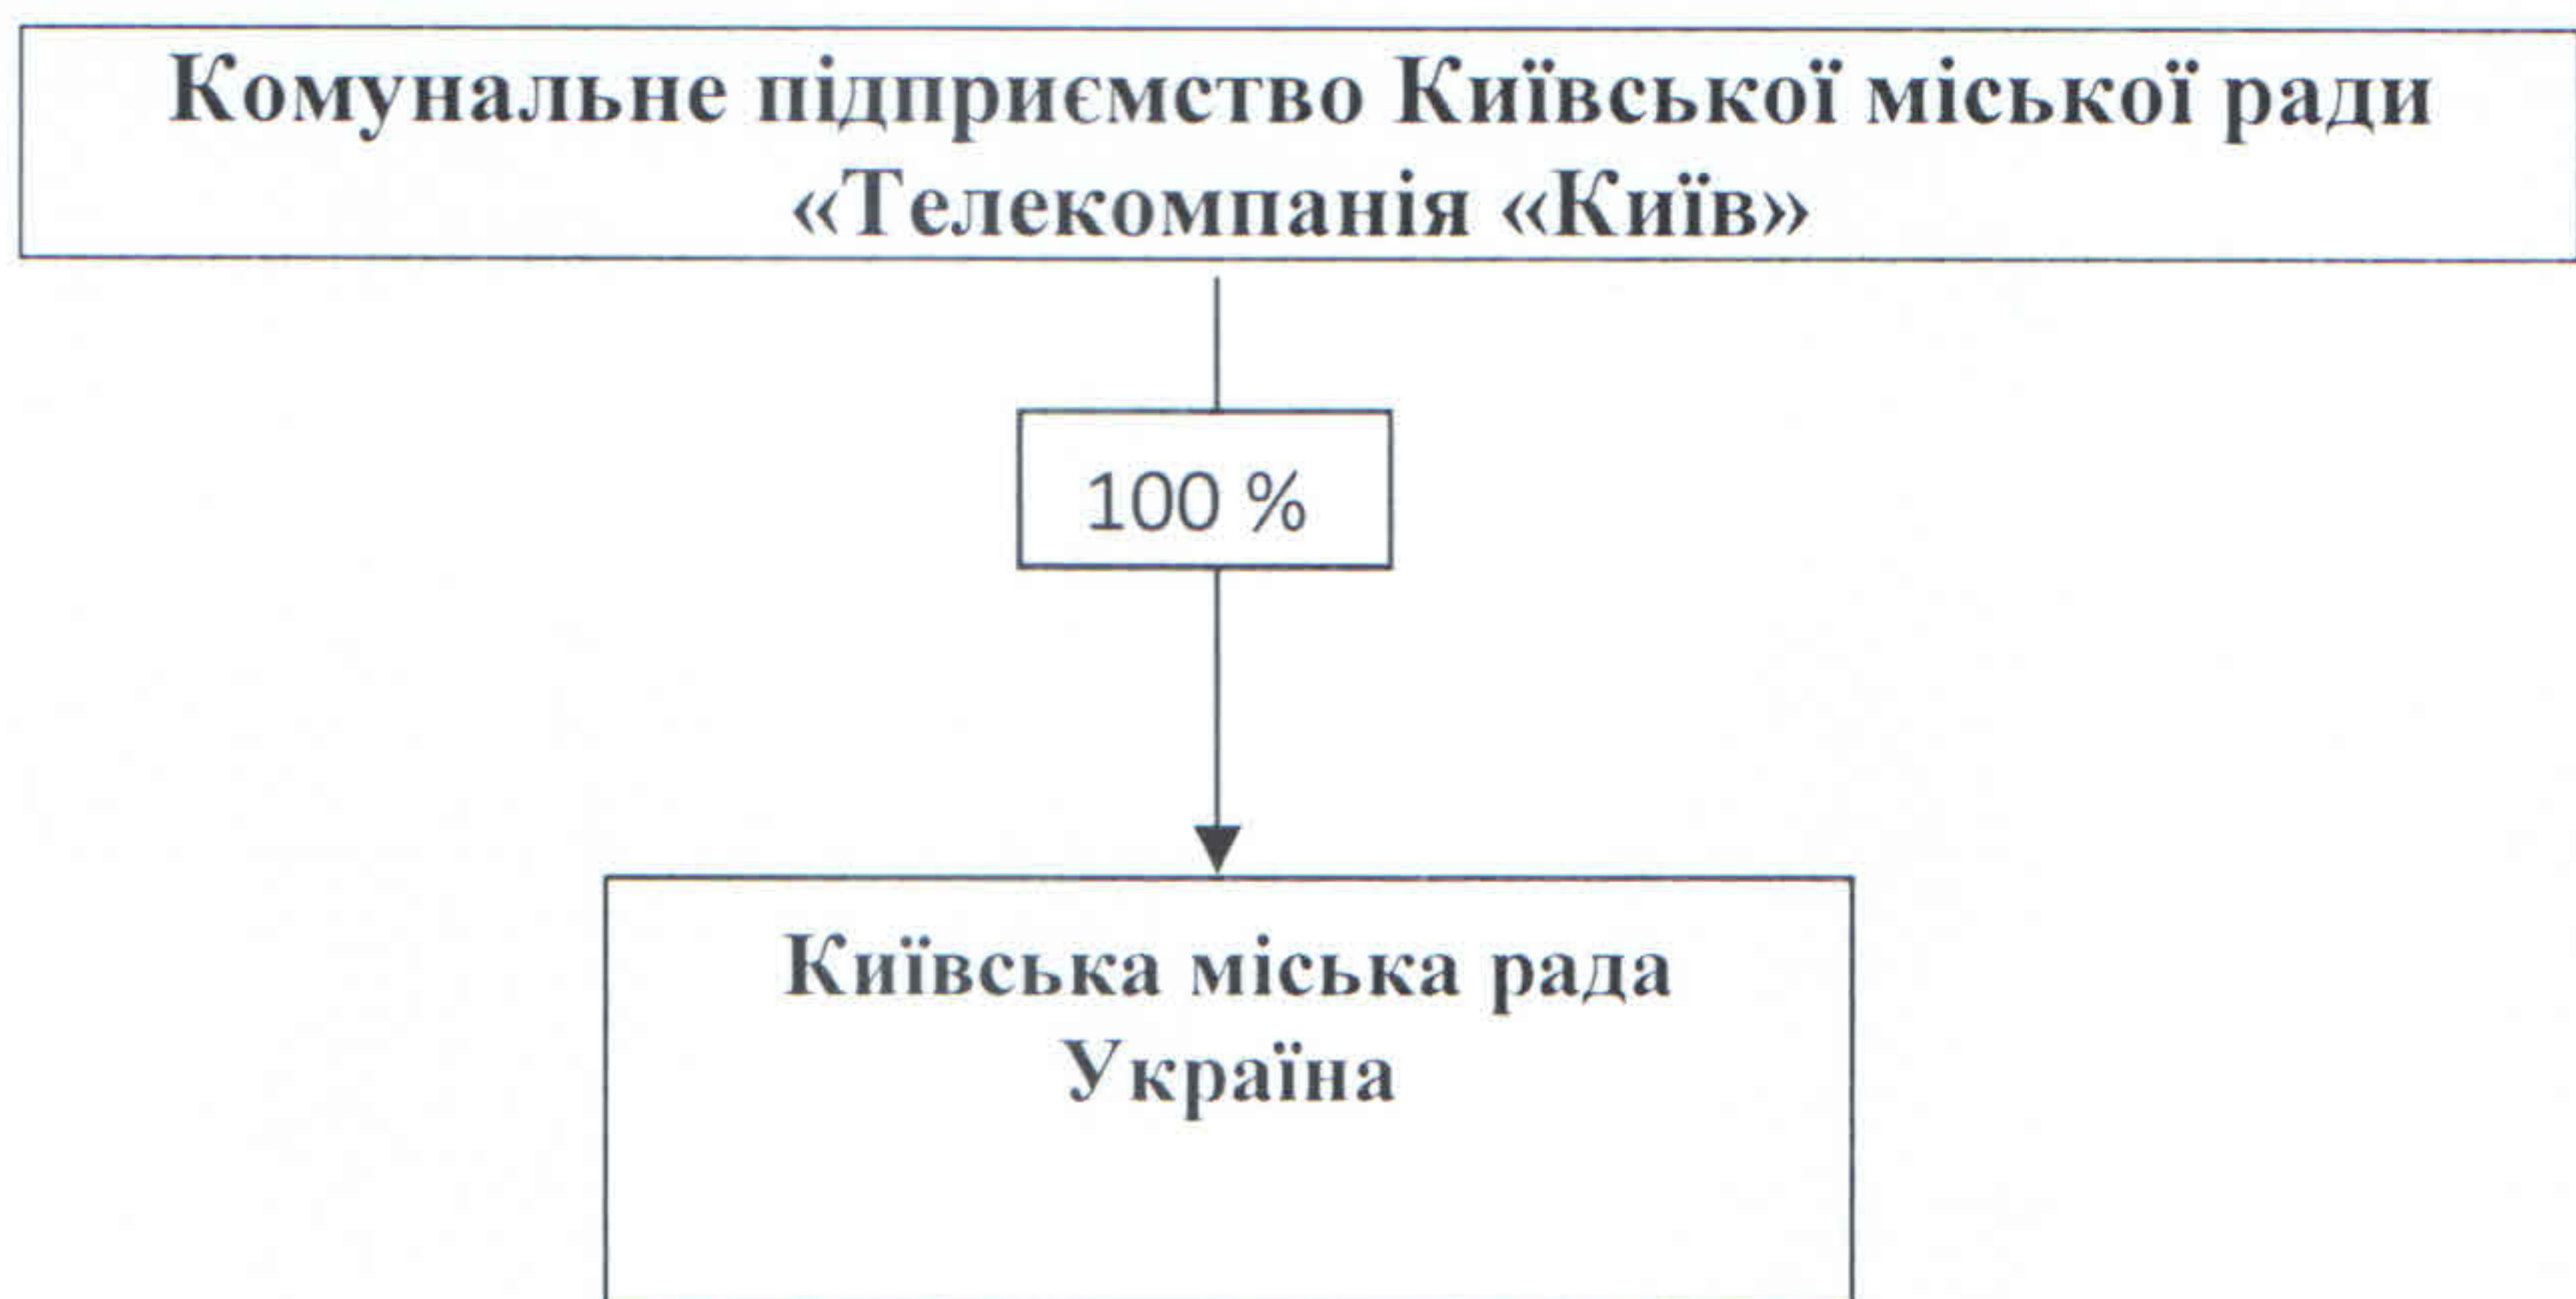 Комунальне підприємство Київської міської ради
«Телекомпанія «Київ»
100 %
Київська міська рада
Україна